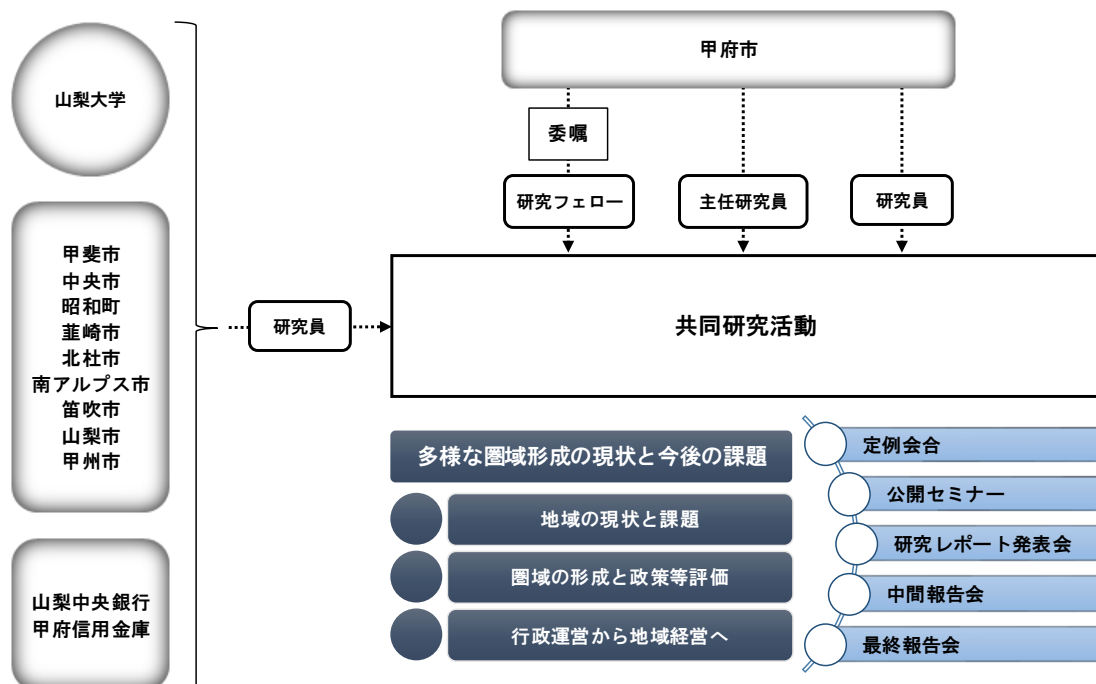 山梨大学
甲斐市
中央市
昭和町
韮崎市
北杜市
南アルプス市
笛吹市
山梨市
甲州市
山梨中央銀行
甲府信用金庫
研究員
甲府市
委嘱
研究フェロー
主任研究員
研究員
共同研究活動
多様な圏域形成の現状と今後の課題
地域の現状と課題
圏域の形成と政策等評価
行政運営から地域経営へ
定例会合
公開セミナー
研究レポート発表会
中間報告会
最終報告会